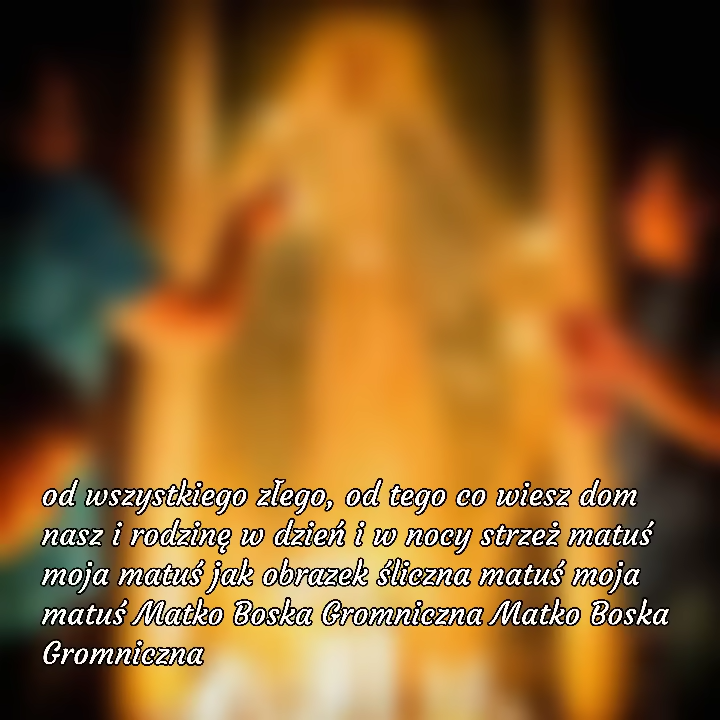 od wszystkiego złego, od tego co wiesz dom
nasz i rodzinę w dzień i w nocy strzeż matuś
moja matuś jak obrazek śliczna matuś moja
matuś Matko Boska Gromniczna Matko Boska
Gromniczna